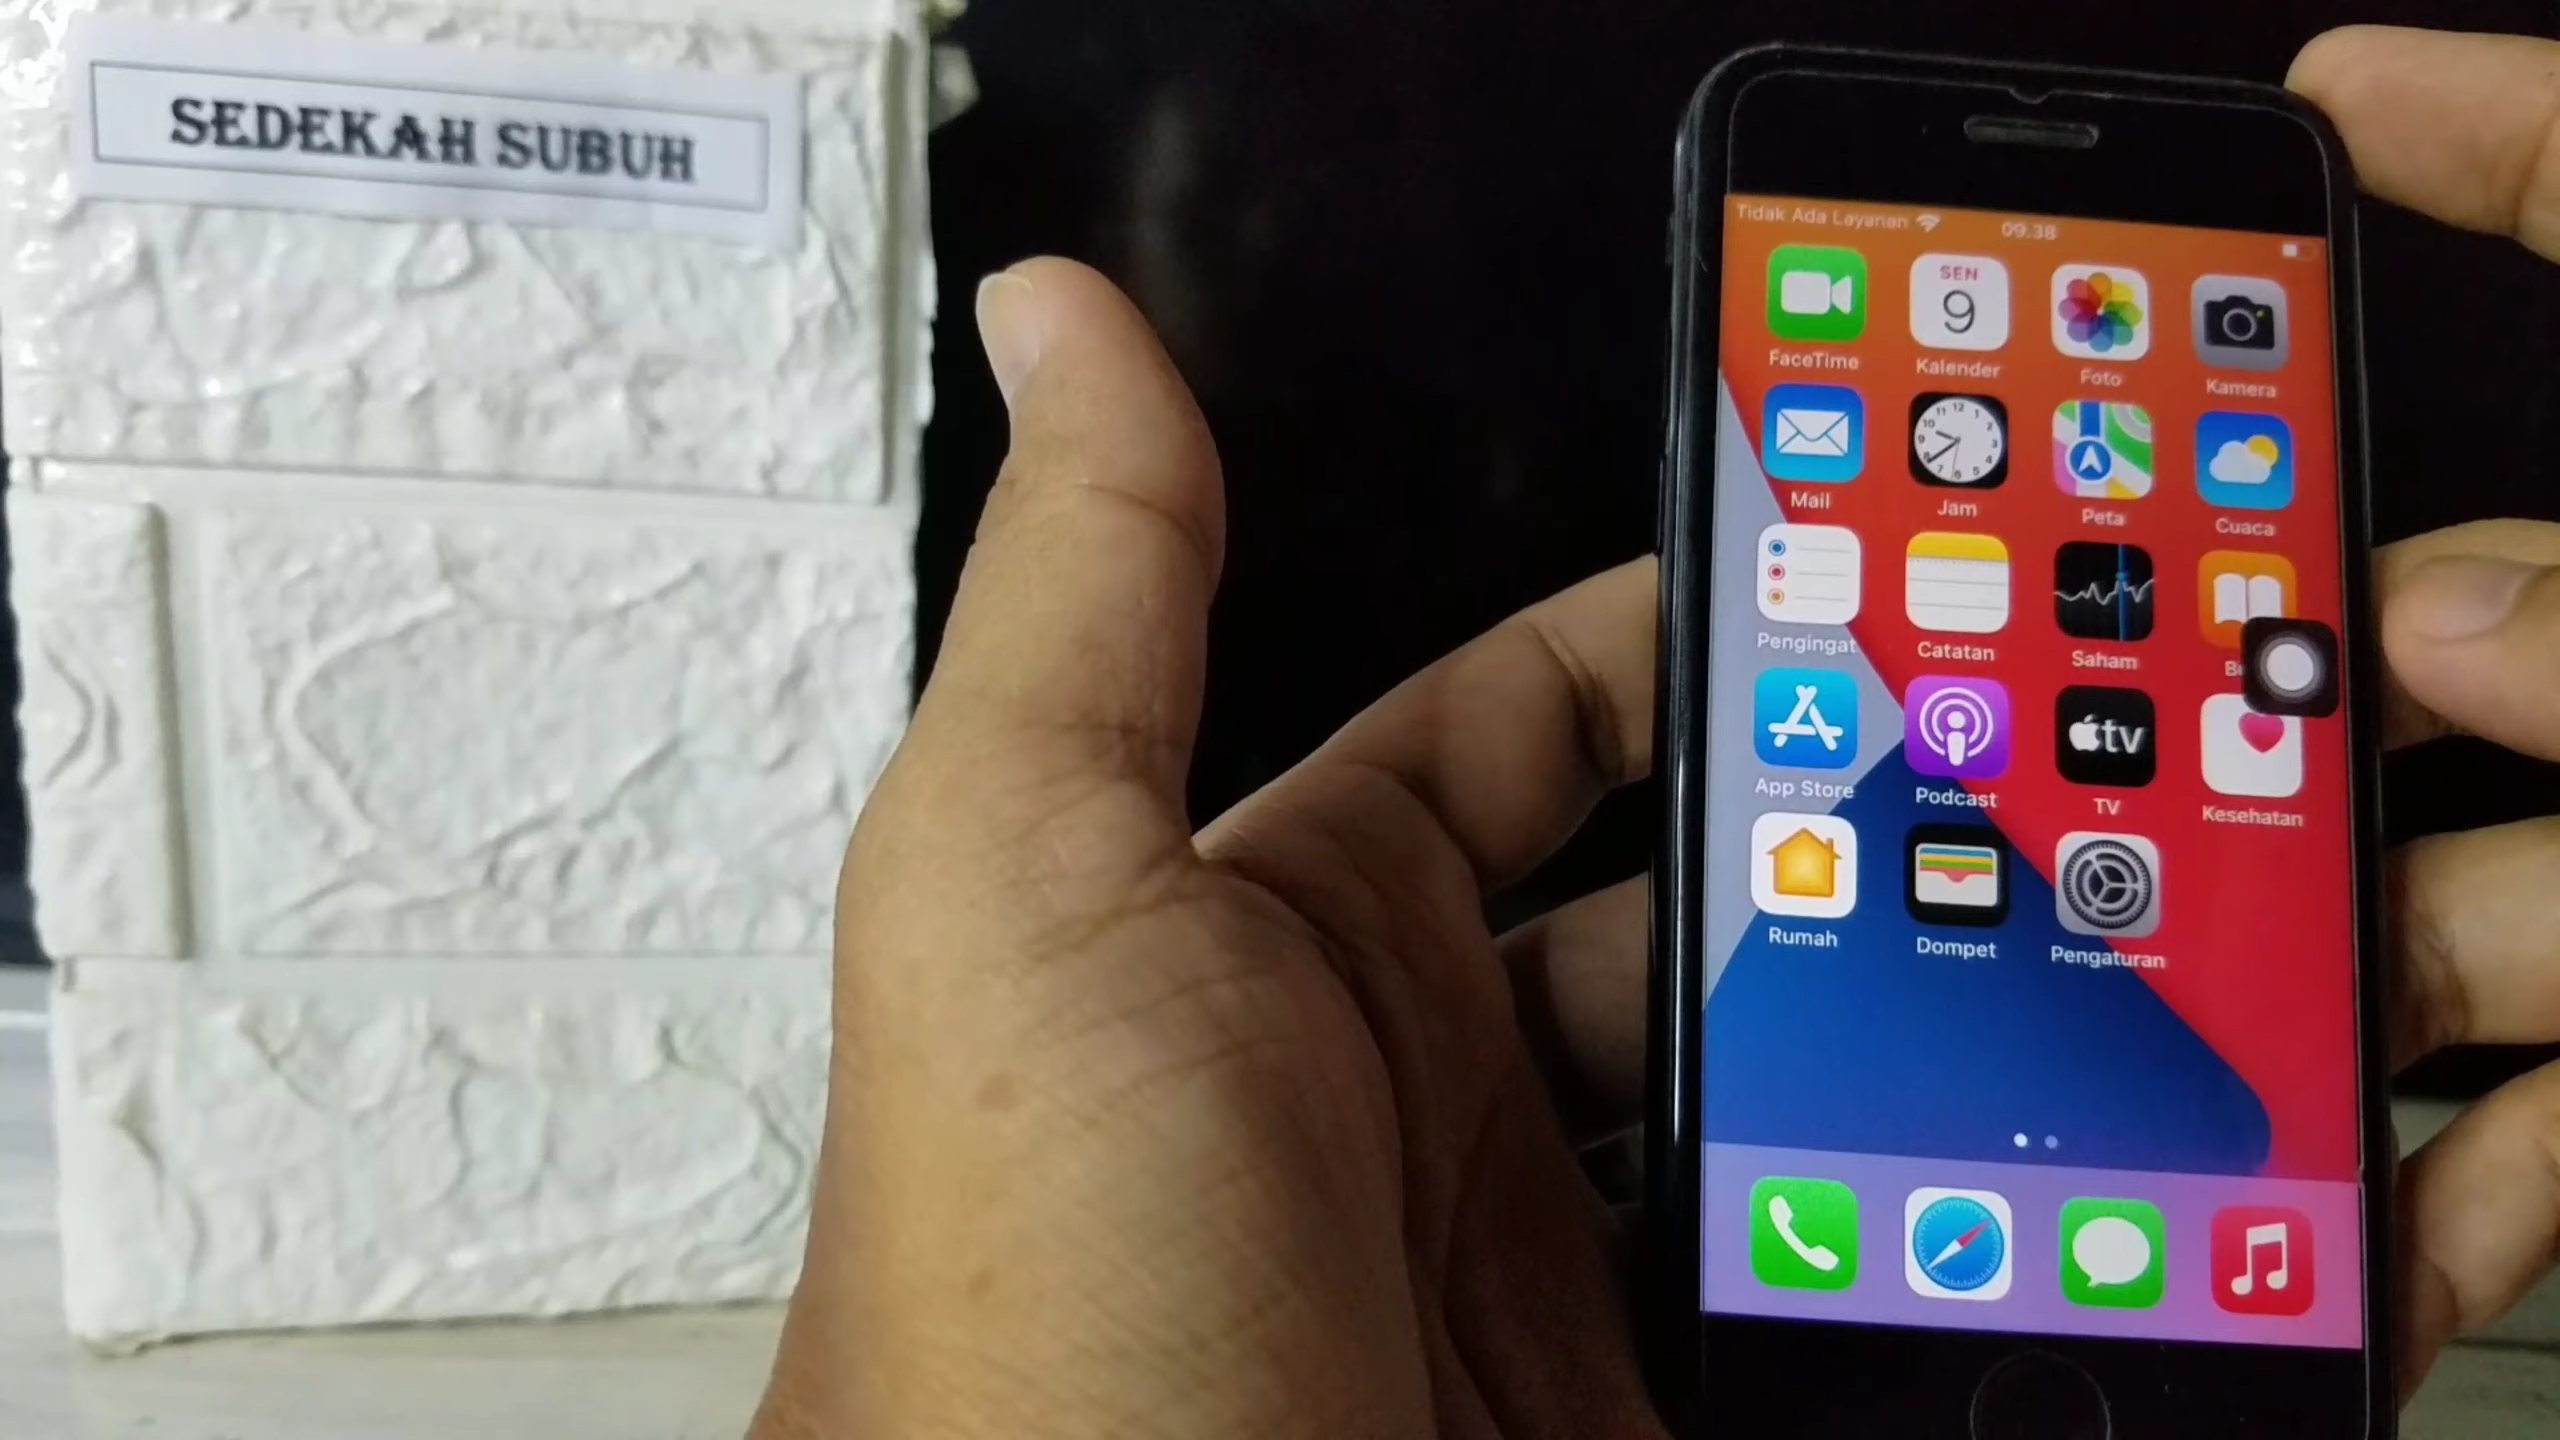 SEDEKAH SUBUH
Tidak Ada Layanan 09.38
SEN
9
FaceTime Kalender Foto Kamera
Mail Jam Peta Cuaca
Pengingat Catatan Saham
tv
App Store Podcast TV Kesehatan
Rumah Dompet Pengaturan